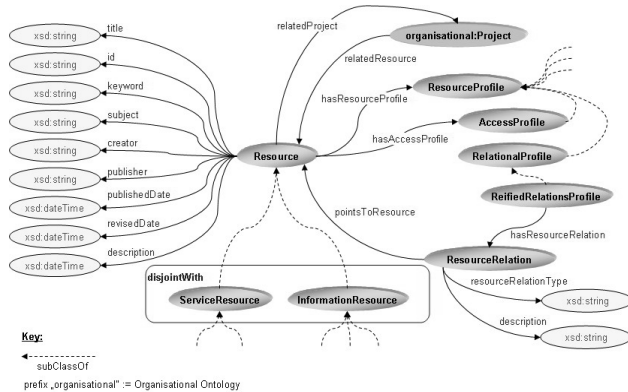 relatedProject
title
xsd:string
organisational:Project
id
xsd:string
relatedResource
keyword
xsd:string
ResourceProfile
hasResourceProfile
subject
xsd:string
AccessProfile
hasAccessProfile
creator
xsd:string
Resource
RelationalProfile
publisher
xsd:string
publishedDate
xsd:dateTime
ReifiedRelationsProfile
pointsToResource
revisedDate
xsd:dateTime
hasResourceRelation
description
xsd:dateTime
ResourceRelation
disjointWith
resourceRelationType
ServiceResource
InformationResource
xsd:string
description
xsd:string
Key:
subClassOf
prefix „organisational" := Organisational Ontology